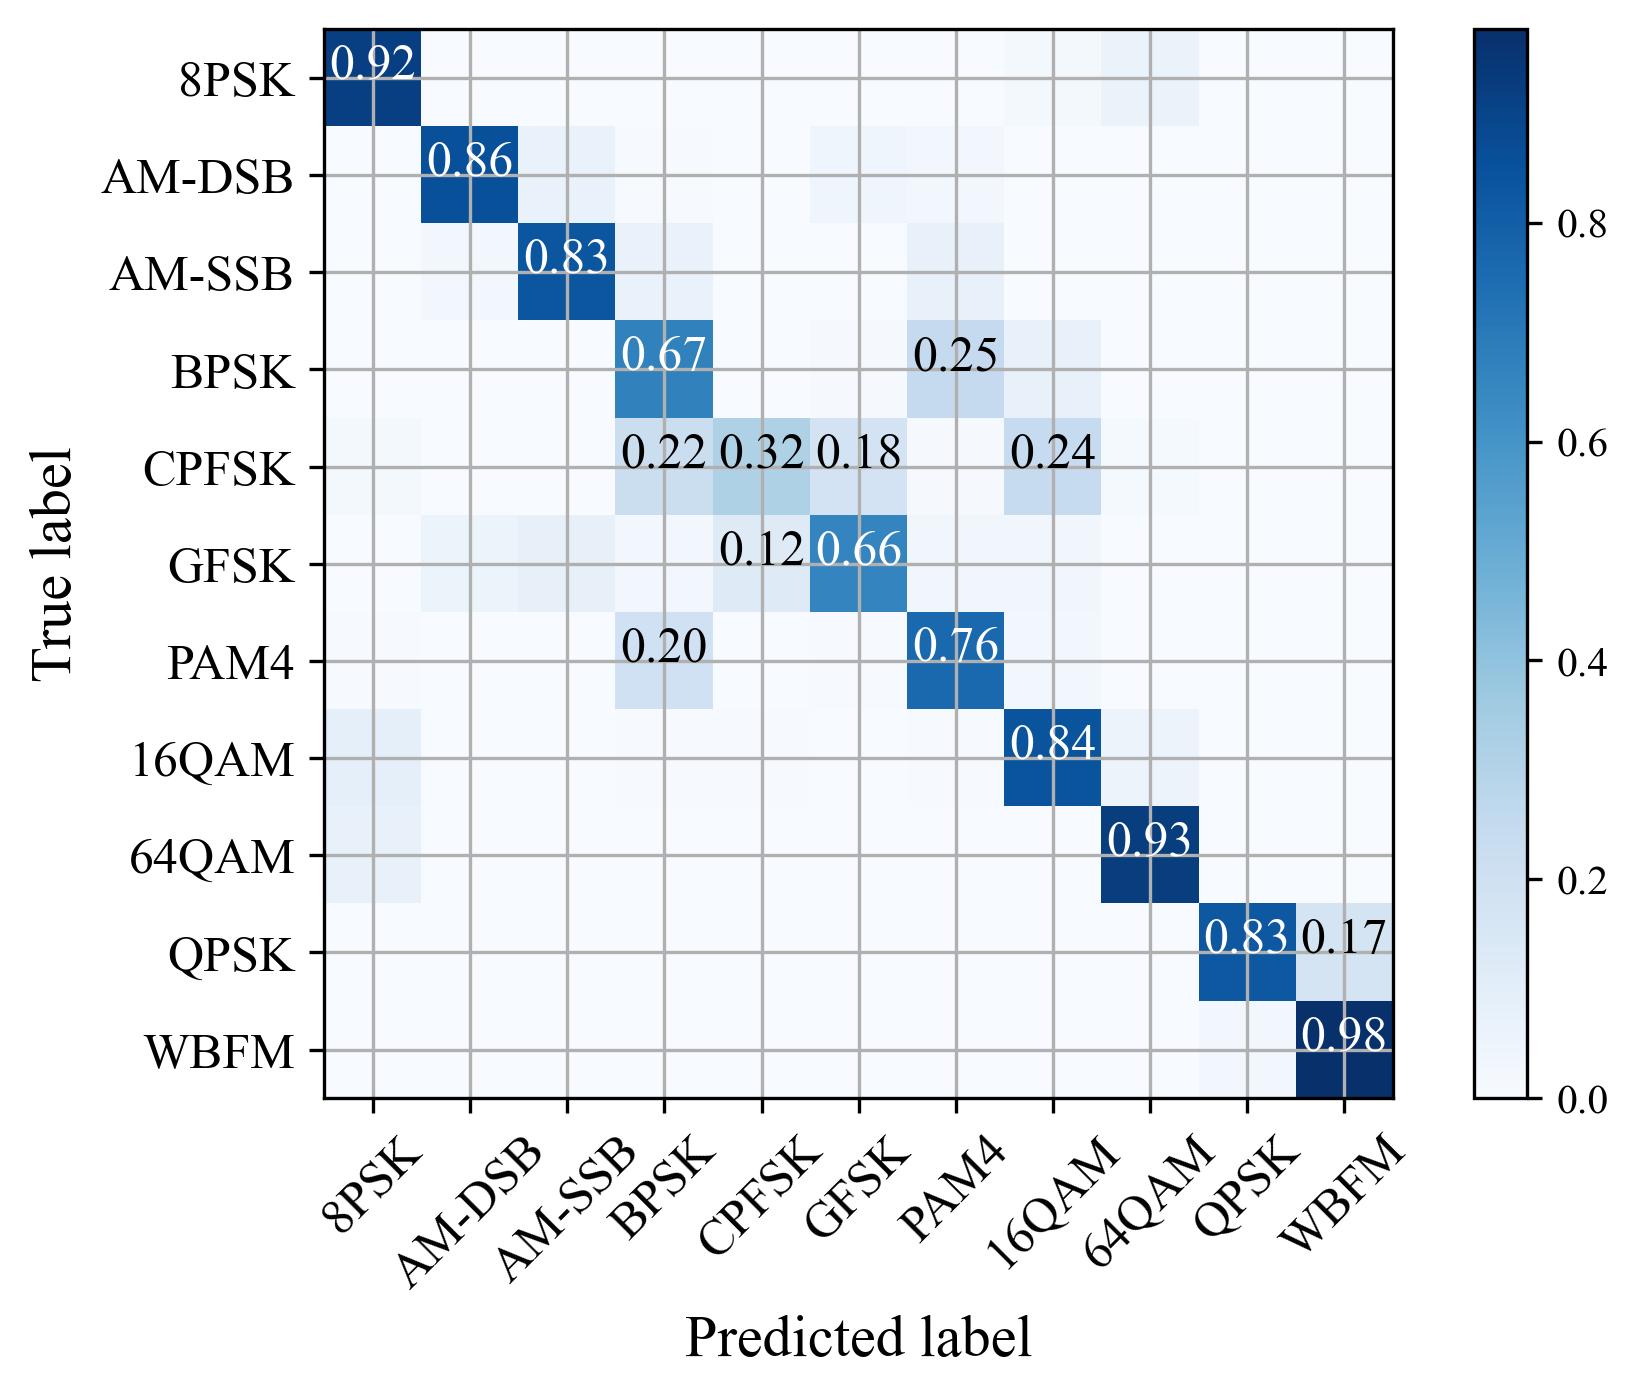 8PSK 0.92
AM-DSB 0.86
AM-SSB 0.83
BPSK 0.67 0.25
CPFSK 0.22 0.32 0.18 0.24
GFSK 0.12 0.66
PAM4 0.20 0.76
16QAM 0.84
64QAM 0.93
QPSK 0.83 0.17
WBFM 0.98
True label
8PSK AM-DSB AM-SSB BPSK CPFSK GFSK PAM4 16QAM 64QAM QPSK WBFM
Predicted label
0.8
0.6
0.4
0.2
0.0